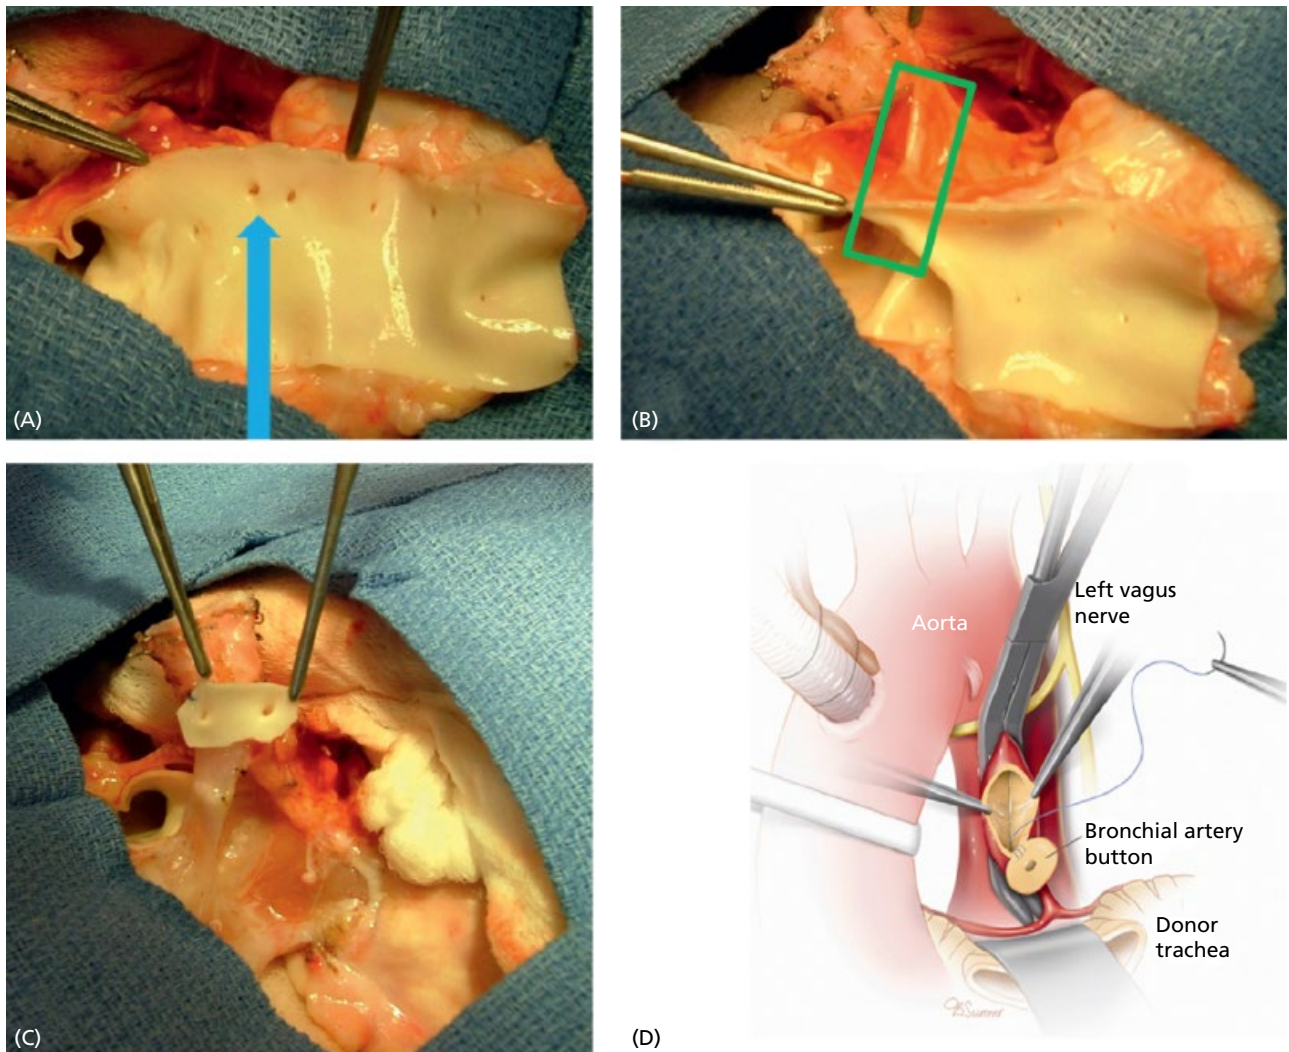 (A)
(B)
(C)
Aorta
Left vagus
nerve
Bronchial artery
button
Donor
trachea
(D)